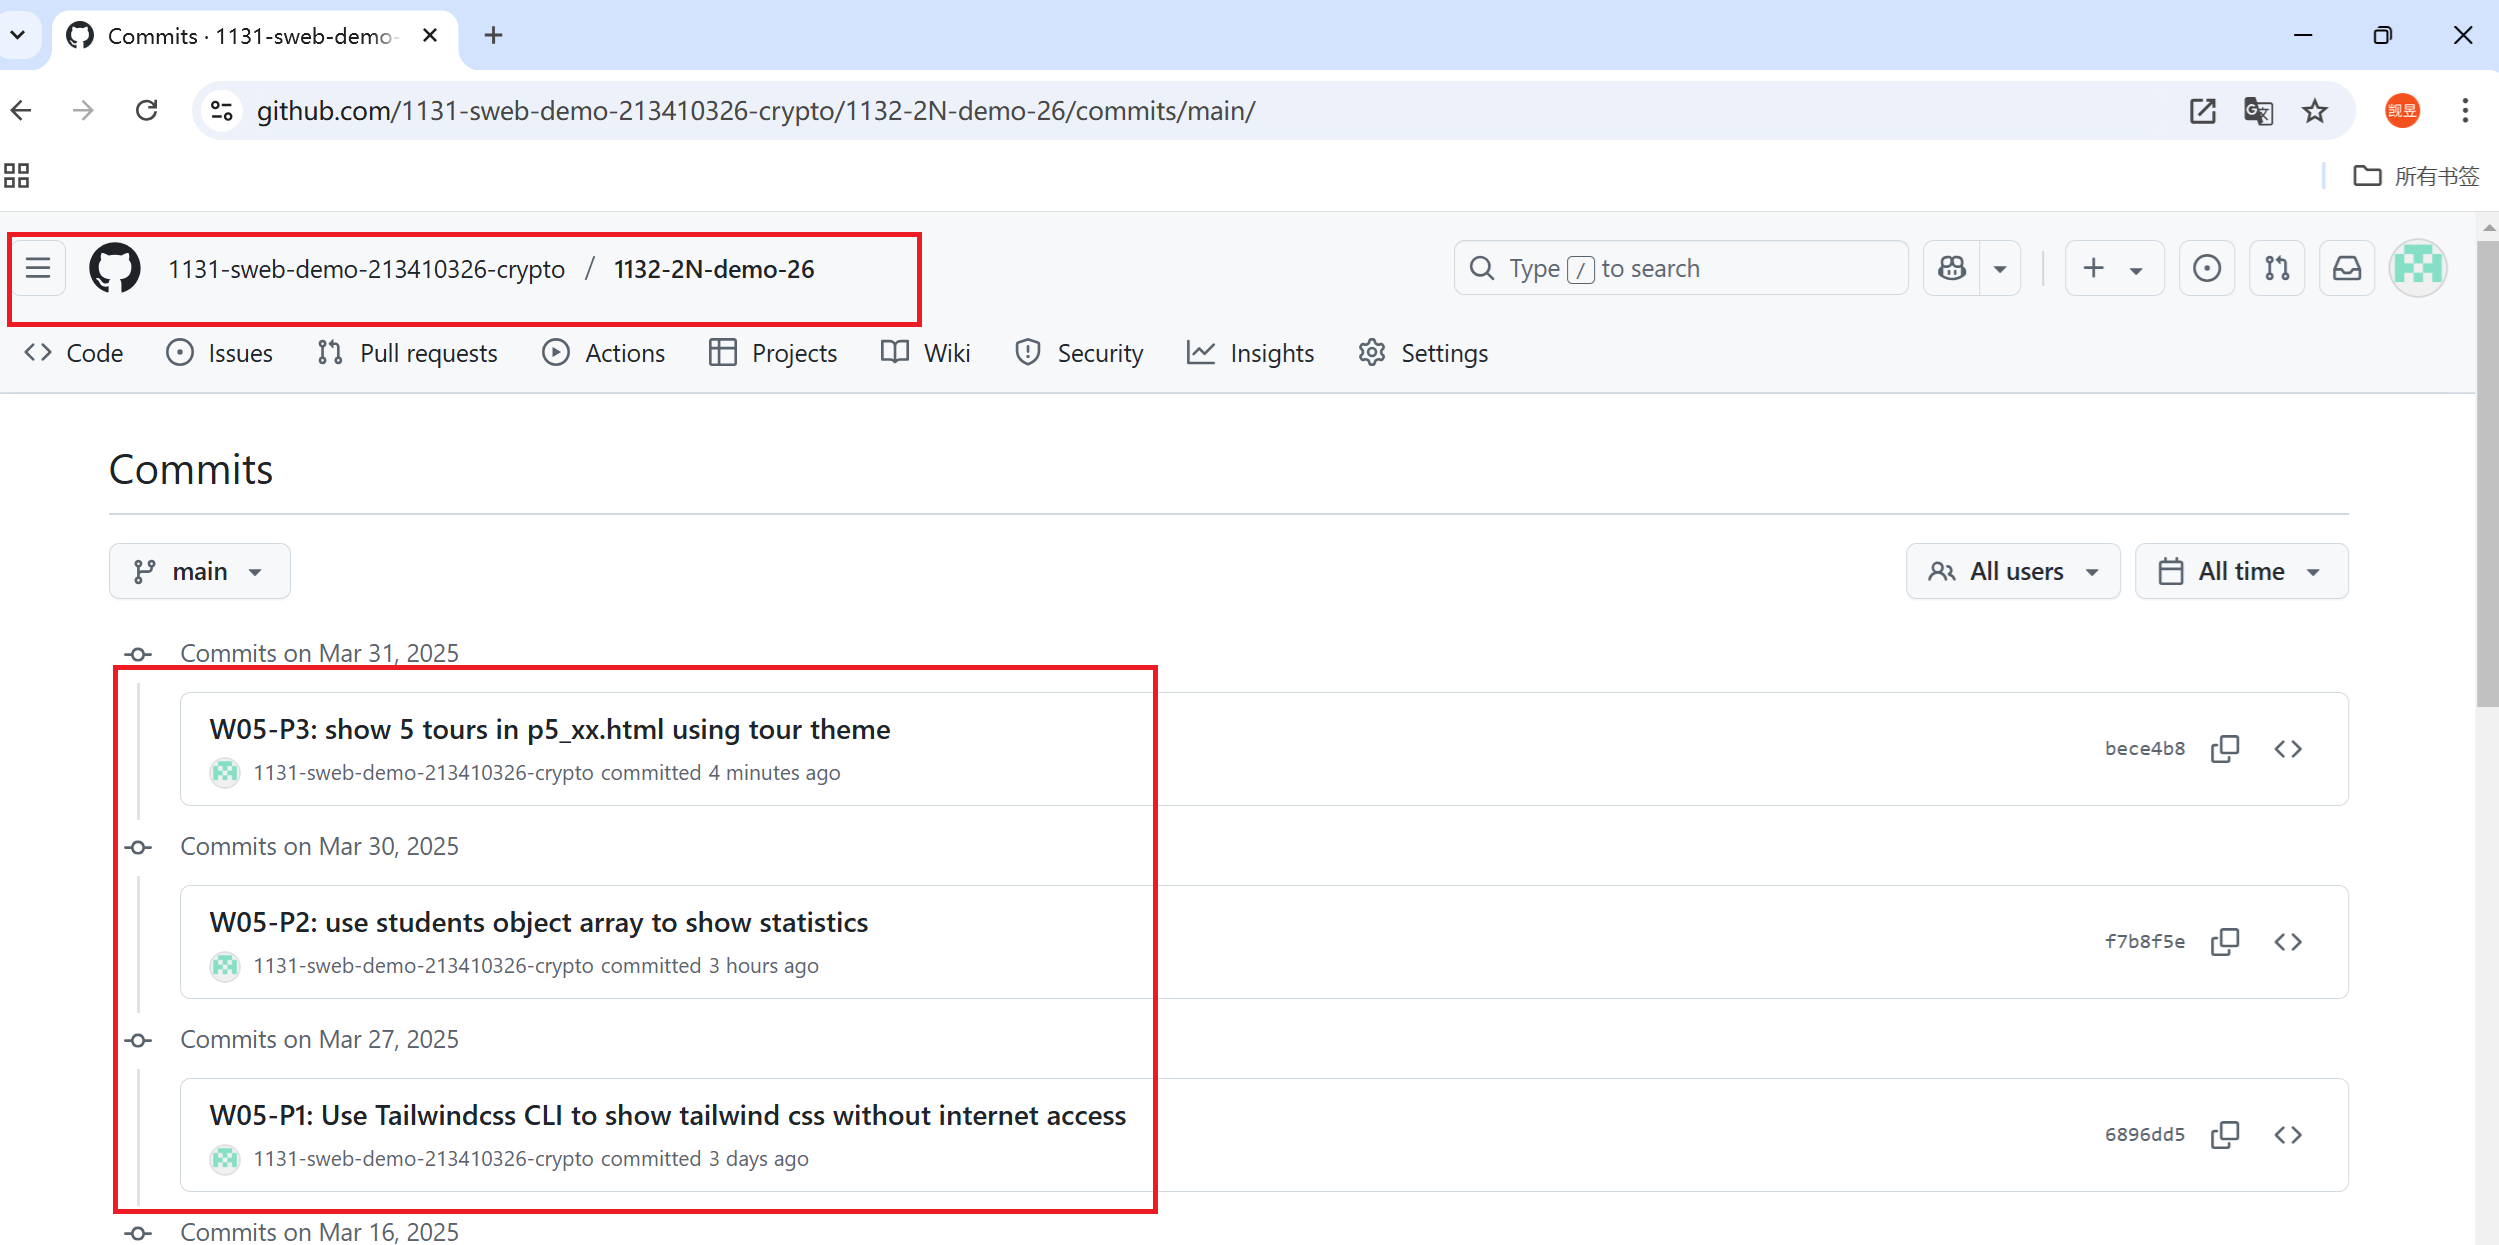 Commits · 1131-sweb-demo-
github.com/1131-sweb-demo-213410326-crypto/1132-2N-demo-26/commits/main/
觊昱
所有书签
1131-sweb-demo-213410326-crypto / 1132-2N-demo-26
Type / to search
Code Issues Pull requests Actions Projects Wiki Security Insights Settings
Commits
main
All users
All time
Commits on Mar 31, 2025
W05-P3: show 5 tours in p5_xx.html using tour theme
bece4b8
1131-sweb-demo-213410326-crypto committed 4 minutes ago
Commits on Mar 30, 2025
W05-P2: use students object array to show statistics
f7b8f5e
1131-sweb-demo-213410326-crypto committed 3 hours ago
Commits on Mar 27, 2025
W05-P1: Use Tailwindcss CLI to show tailwind css without internet access
6896dd5
1131-sweb-demo-213410326-crypto committed 3 days ago
Commits on Mar 16, 2025